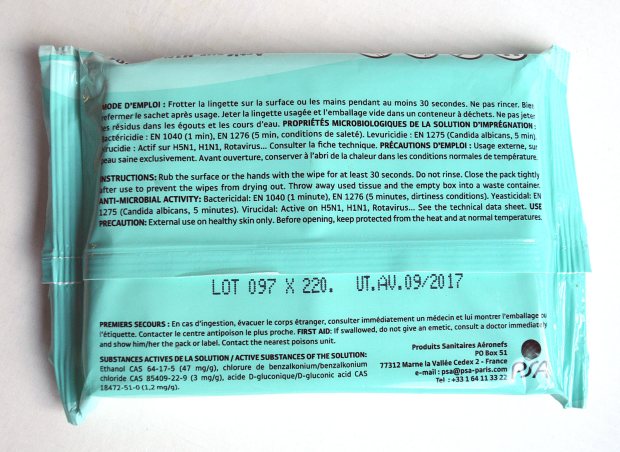 MODE D'EMPLOI : Frotter la lingette sur la surface ou les mains pendant au moins 30 secondes. Ne pas rincer. Bien
refermer le sachet après usage. Jeter la lingette usagée et l'emballage vide dans un conteneur à déchets. Ne pas jeter
les résidus dans les égouts et les cours d'eau. PROPRIÉTÉS MICROBIOLOGIQUES DE LA SOLUTION D'IMPRÉGNATION :
Bactéricidie : EN 1040 (1 min), EN 1276 (5 min, conditions de saleté). Levuricidie : EN 1275 (Candida albicans, 5 min).
Virucidie : Actif sur H5N1, H1N1, Rotavirus... Consulter la fiche technique. PRÉCAUTIONS D'EMPLOI : Usage externe, sur
peau saine exclusivement. Avant ouverture, conserver à l'abri de la chaleur dans les conditions normales de température.
INSTRUCTIONS: Rub the surface or the hands with the wipe for at least 30 seconds. Do not rinse. Close the pack tightly
after use to prevent the wipes from drying out. Throw away used tissue and the empty box into a waste container.
ANTI-MICROBIAL ACTIVITY: Bactericidal: EN 1040 (1 minute), EN 1276 (5 minutes, dirtiness conditions). Yeasticidal: EN
1275 (Candida albicans, 5 minutes). Virucidal: Active on H5N1, H1N1, Rotavirus... See the technical data sheet. USE
PRECAUTION: External use on healthy skin only. Before opening, keep protected from the heat and at normal temperatures.
LOT 097 X 220. UT.AV.09/2017
PREMIERS SECOURS : En cas d'ingestion, évacuer le corps étranger, consulter immédiatement un médecin et lui montrer l'emballage ou
l'étiquette. Contacter le centre antipoison le plus proche. FIRST AID: If swallowed, do not give an emetic, consult a doctor immediately
and show him/her the pack or label. Contact the nearest poisons unit.
SUBSTANCES ACTIVES DE LA SOLUTION / ACTIVE SUBSTANCES OF THE SOLUTION:
Ethanol CAS 64-17-5 (47 mg/g), chlorure de benzalkonium/benzalkonium
chloride CAS 85409-22-9 (3 mg/g), acide D-gluconique/D-gluconic acid CAS
18472-51-0 (1,2 mg/g).
Produits Sanitaires Aéronefs
PO Box 51
77312 Marne la Vallée Cedex 2 - France
e-mail : psa@psa-paris.com
Tel : +33 1 64 11 33 22
PSA